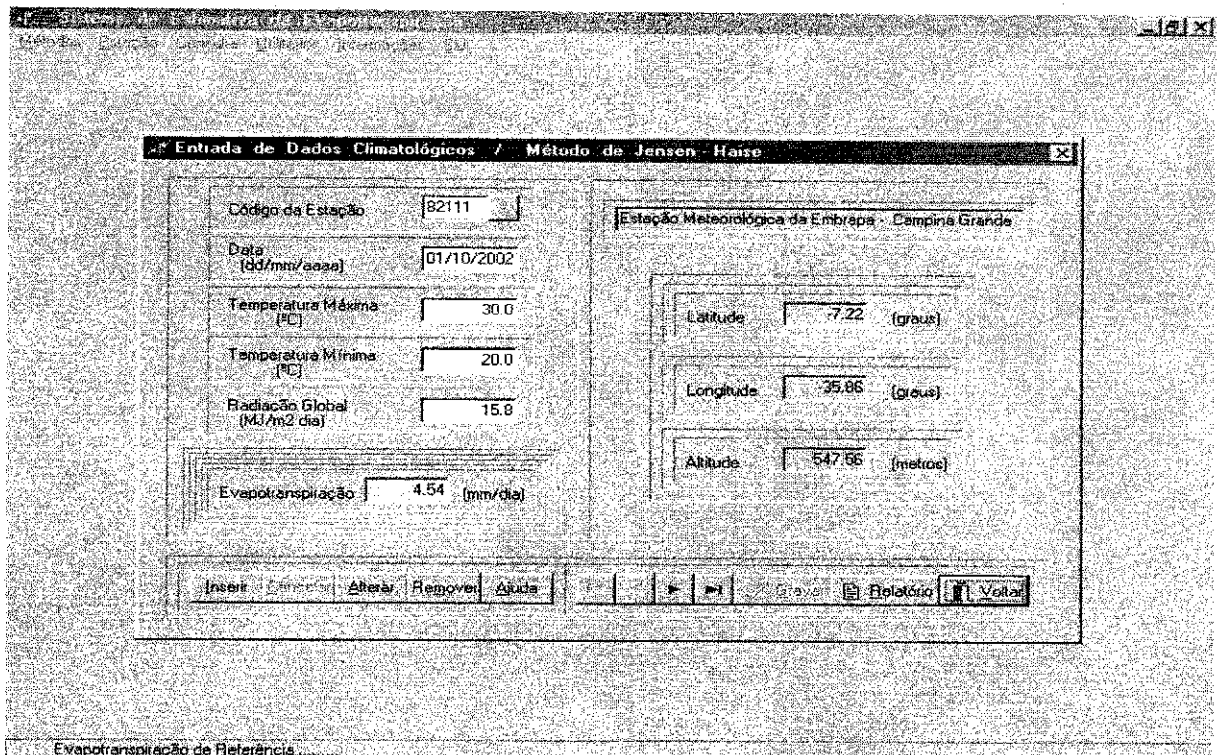 Entrada de Dados Climatológicos / Método de Jensen - Haise
Código da Estação 82111
Data
(dd/mm/aaaa) 01/10/2002
Temperatura Máxima
(ºC) 30.0
Temperatura Mínima
(ºC) 20.0
Radiação Global
(MJ/m2 dia) 15.8
Evapotranspiração 4.54 (mm/dia)
Estação Meteorológica da Embrapa - Campina Grande
Latitude -7.22 (graus)
Longitude -35.86 (graus)
Altitude 547.56 (metros)
Inserir Cancelar Alterar Remover Ajuda Gravar Relatório Voltar
Evapotranspiração de Referência ......